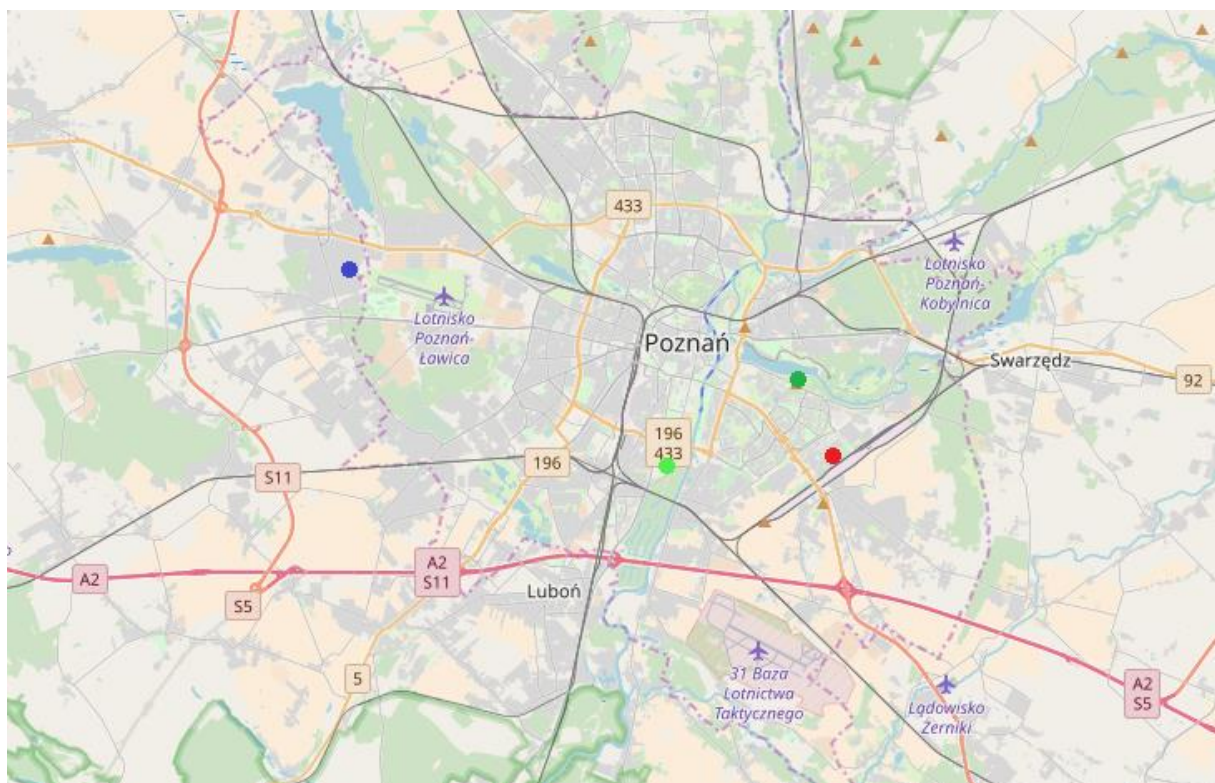 433
Lotnisko
Poznań-
Kobylnica
Lotnisko
Poznań-
Ławica
Poznań
Swarzędz
92
196
433
196
S11
A2
A2
S11
S5
Luboń
5
31 Baza
Lotnictwa
Taktycznego
Lądowisko
Żerniki
A2
S5